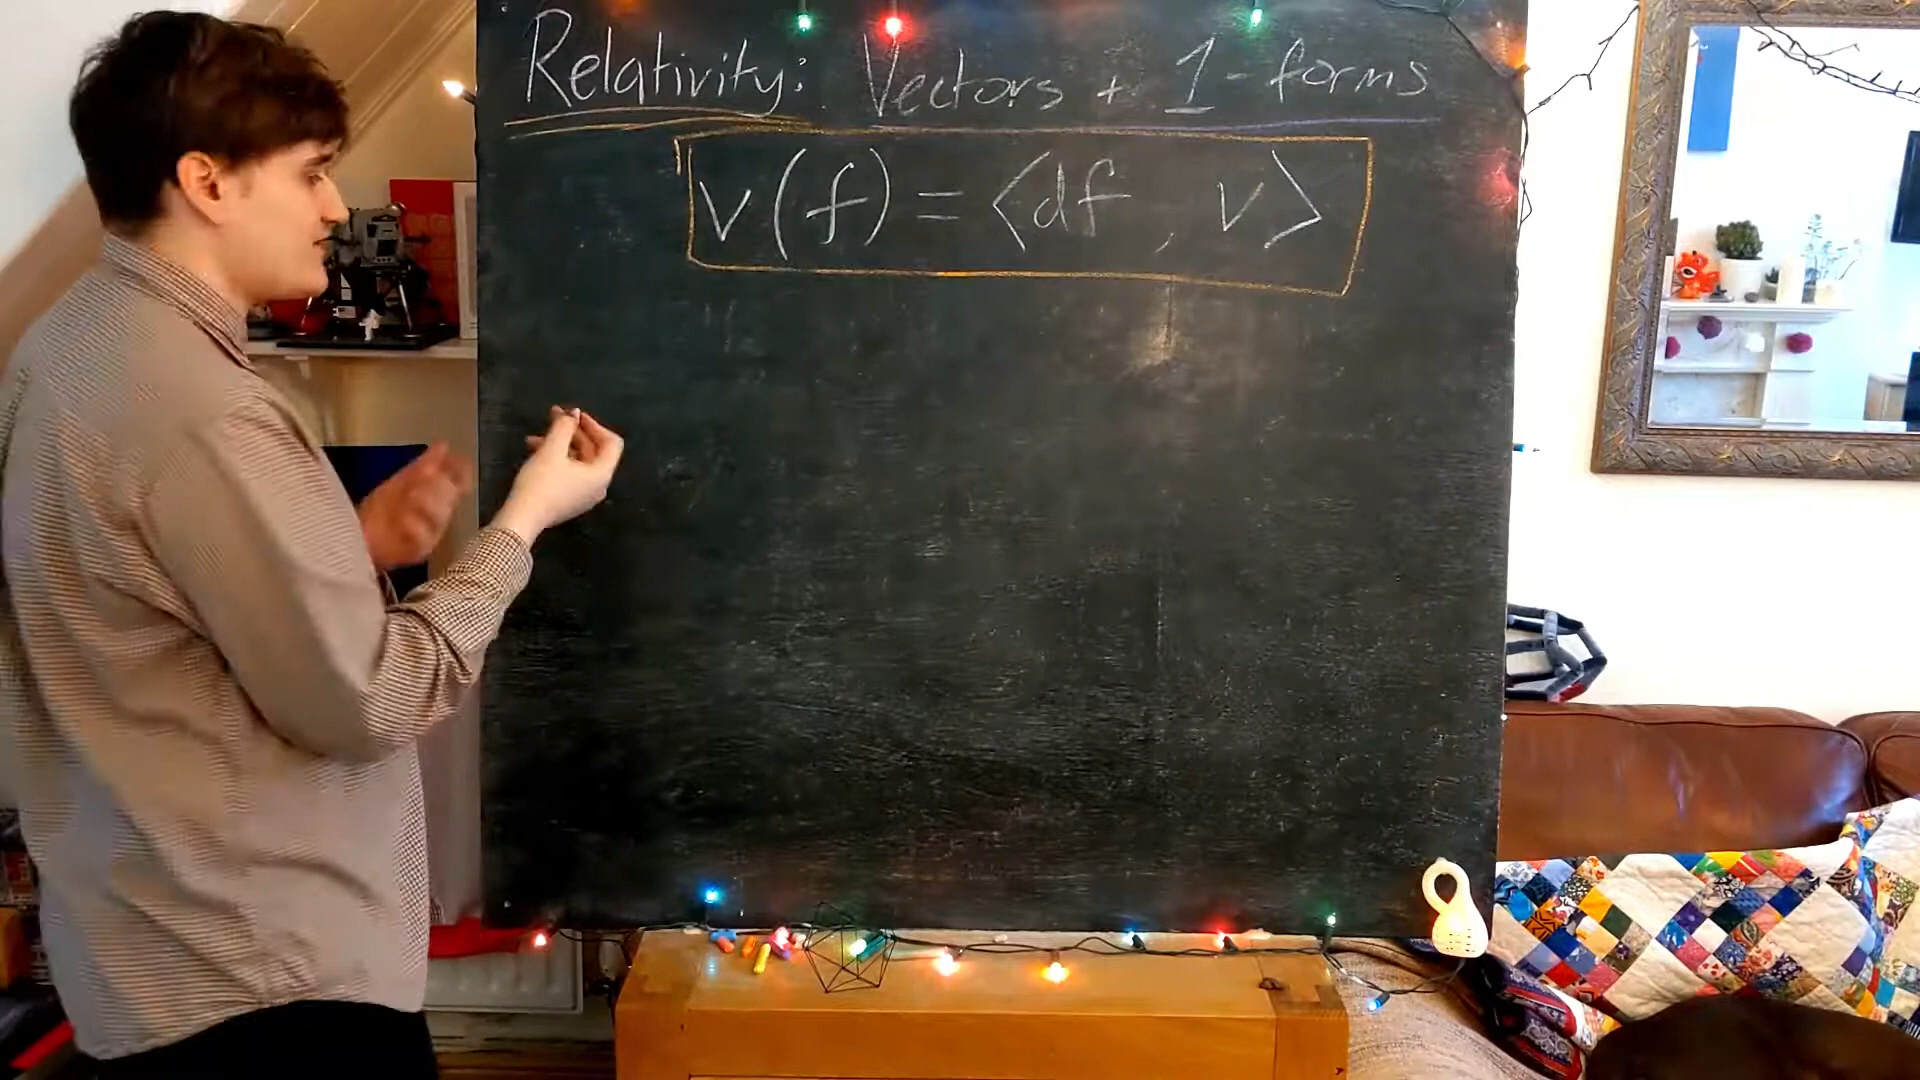 Relativity: Vectors + 1-forms
v(f) = ⟨df, v⟩